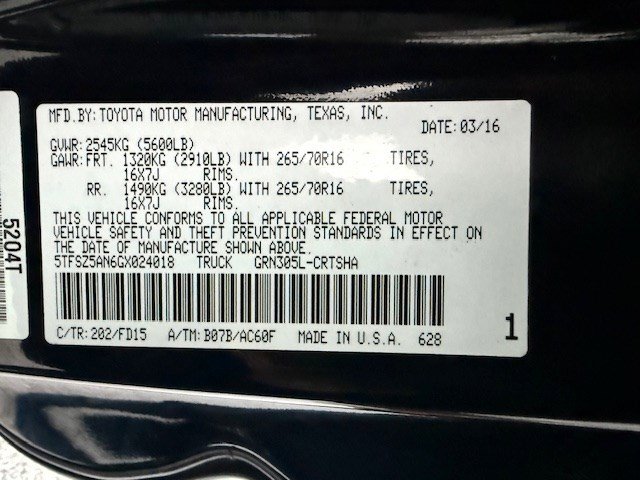 MFD.BY:TOYOTA MOTOR MANUFACTURING, TEXAS, INC.
DATE:03/16
GVWR:2545KG (5600LB)
GAWR:FRT. 1320KG (2910LB) WITH 265/70R16 TIRES,
16X7J RIMS.
RR. 1490KG (3280LB) WITH 265/70R16 TIRES,
16X7J RIMS.
THIS VEHICLE CONFORMS TO ALL APPLICABLE FEDERAL MOTOR
VEHICLE SAFETY AND THEFT PREVENTION STANDARDS IN EFFECT ON
THE DATE OF MANUFACTURE SHOWN ABOVE.
5TFSZ5AN6GX024018 TRUCK GRN305L-CRTSHA
C/TR:202/FD15 A/TM:B07B/AC60F MADE IN U.S.A. 628
1
5204T